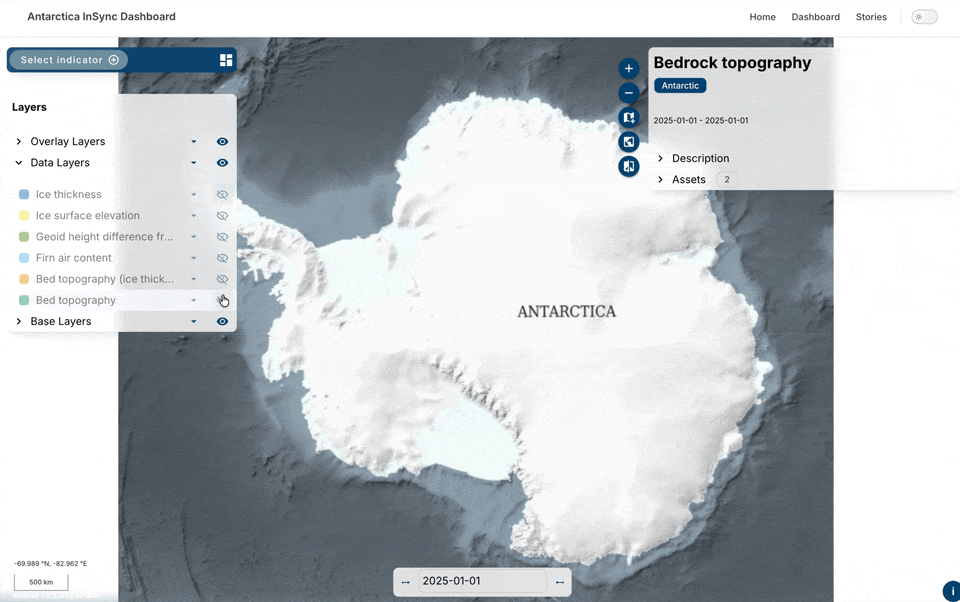 Antarctica InSync Dashboard
Home Dashboard Stories
Select indicator
Layers
Overlay Layers
Data Layers
Ice thickness
Ice surface elevation
Geoid height difference fr...
Firn air content
Bed topography (ice thick...
Bed topography
Base Layers
Bedrock topography
Antarctic
2025-01-01 - 2025-01-01
Description
Assets 2
ANTARCTICA
-69.989 °N, -82.962 °E
500 km
2025-01-01
i